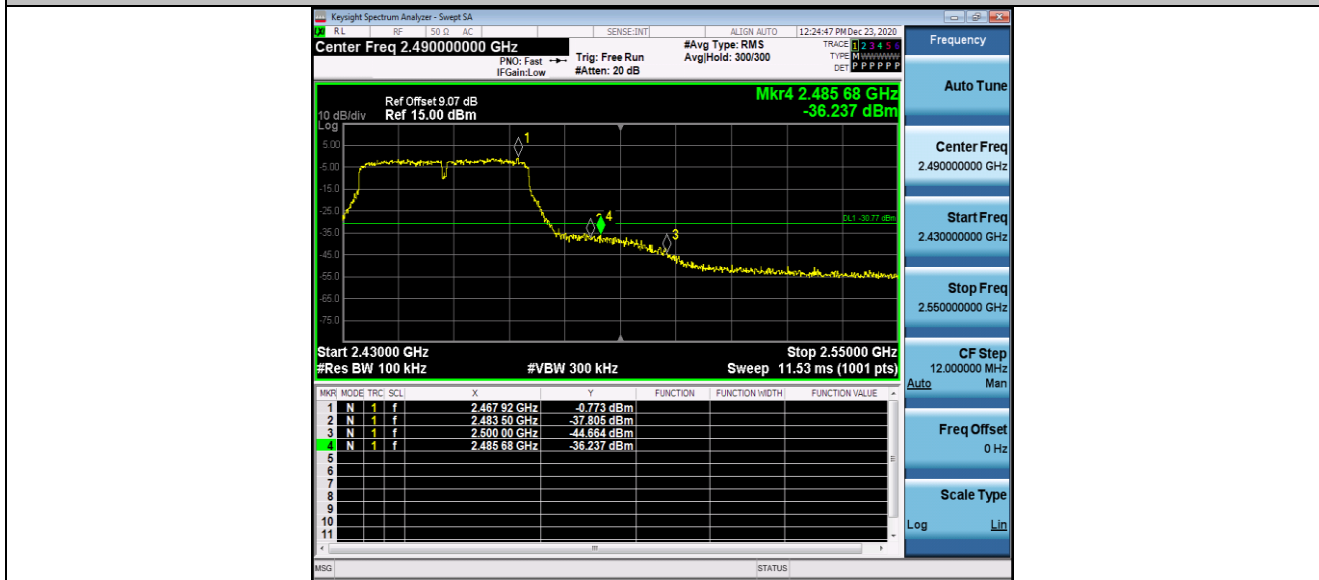 Keysight Spectrum Analyzer - Swept SA
RL RF 50 Ω AC SENSE:INT ALIGN AUTO 12:24:47 PM Dec 23, 2020
Center Freq 2.490000000 GHz
PNO: Fast
IFGain:Low
Trig: Free Run
#Atten: 20 dB
#Avg Type: RMS
Avg|Hold: 300/300
TRACE 1 2 3 4 5 6
TYPE M WWWWW
DET P P P P P P
Frequency
Auto Tune
Center Freq
2.490000000 GHz
Start Freq
2.430000000 GHz
Stop Freq
2.550000000 GHz
CF Step
12.000000 MHz
Auto Man
Freq Offset
0 Hz
Scale Type
Log Lin
Mkr4 2.485 68 GHz
-36.237 dBm
Ref Offset 9.07 dB
10 dB/div Ref 15.00 dBm
Log
5.00
-5.00
-15.0
-25.0
-35.0
-45.0
-55.0
-65.0
-75.0
1
4
3
DL1 -30.77 dBm
Start 2.43000 GHz Stop 2.55000 GHz
#Res BW 100 kHz #VBW 300 kHz Sweep 11.53 ms (1001 pts)
MKR MODE TRC SCL X Y FUNCTION FUNCTION WIDTH FUNCTION VALUE
1 N 1 f 2.467 92 GHz -0.773 dBm
2 N 1 f 2.483 50 GHz -37.805 dBm
3 N 1 f 2.500 00 GHz -44.664 dBm
4 N 1 f 2.485 68 GHz -36.237 dBm
5
6
7
8
9
10
11
MSG STATUS